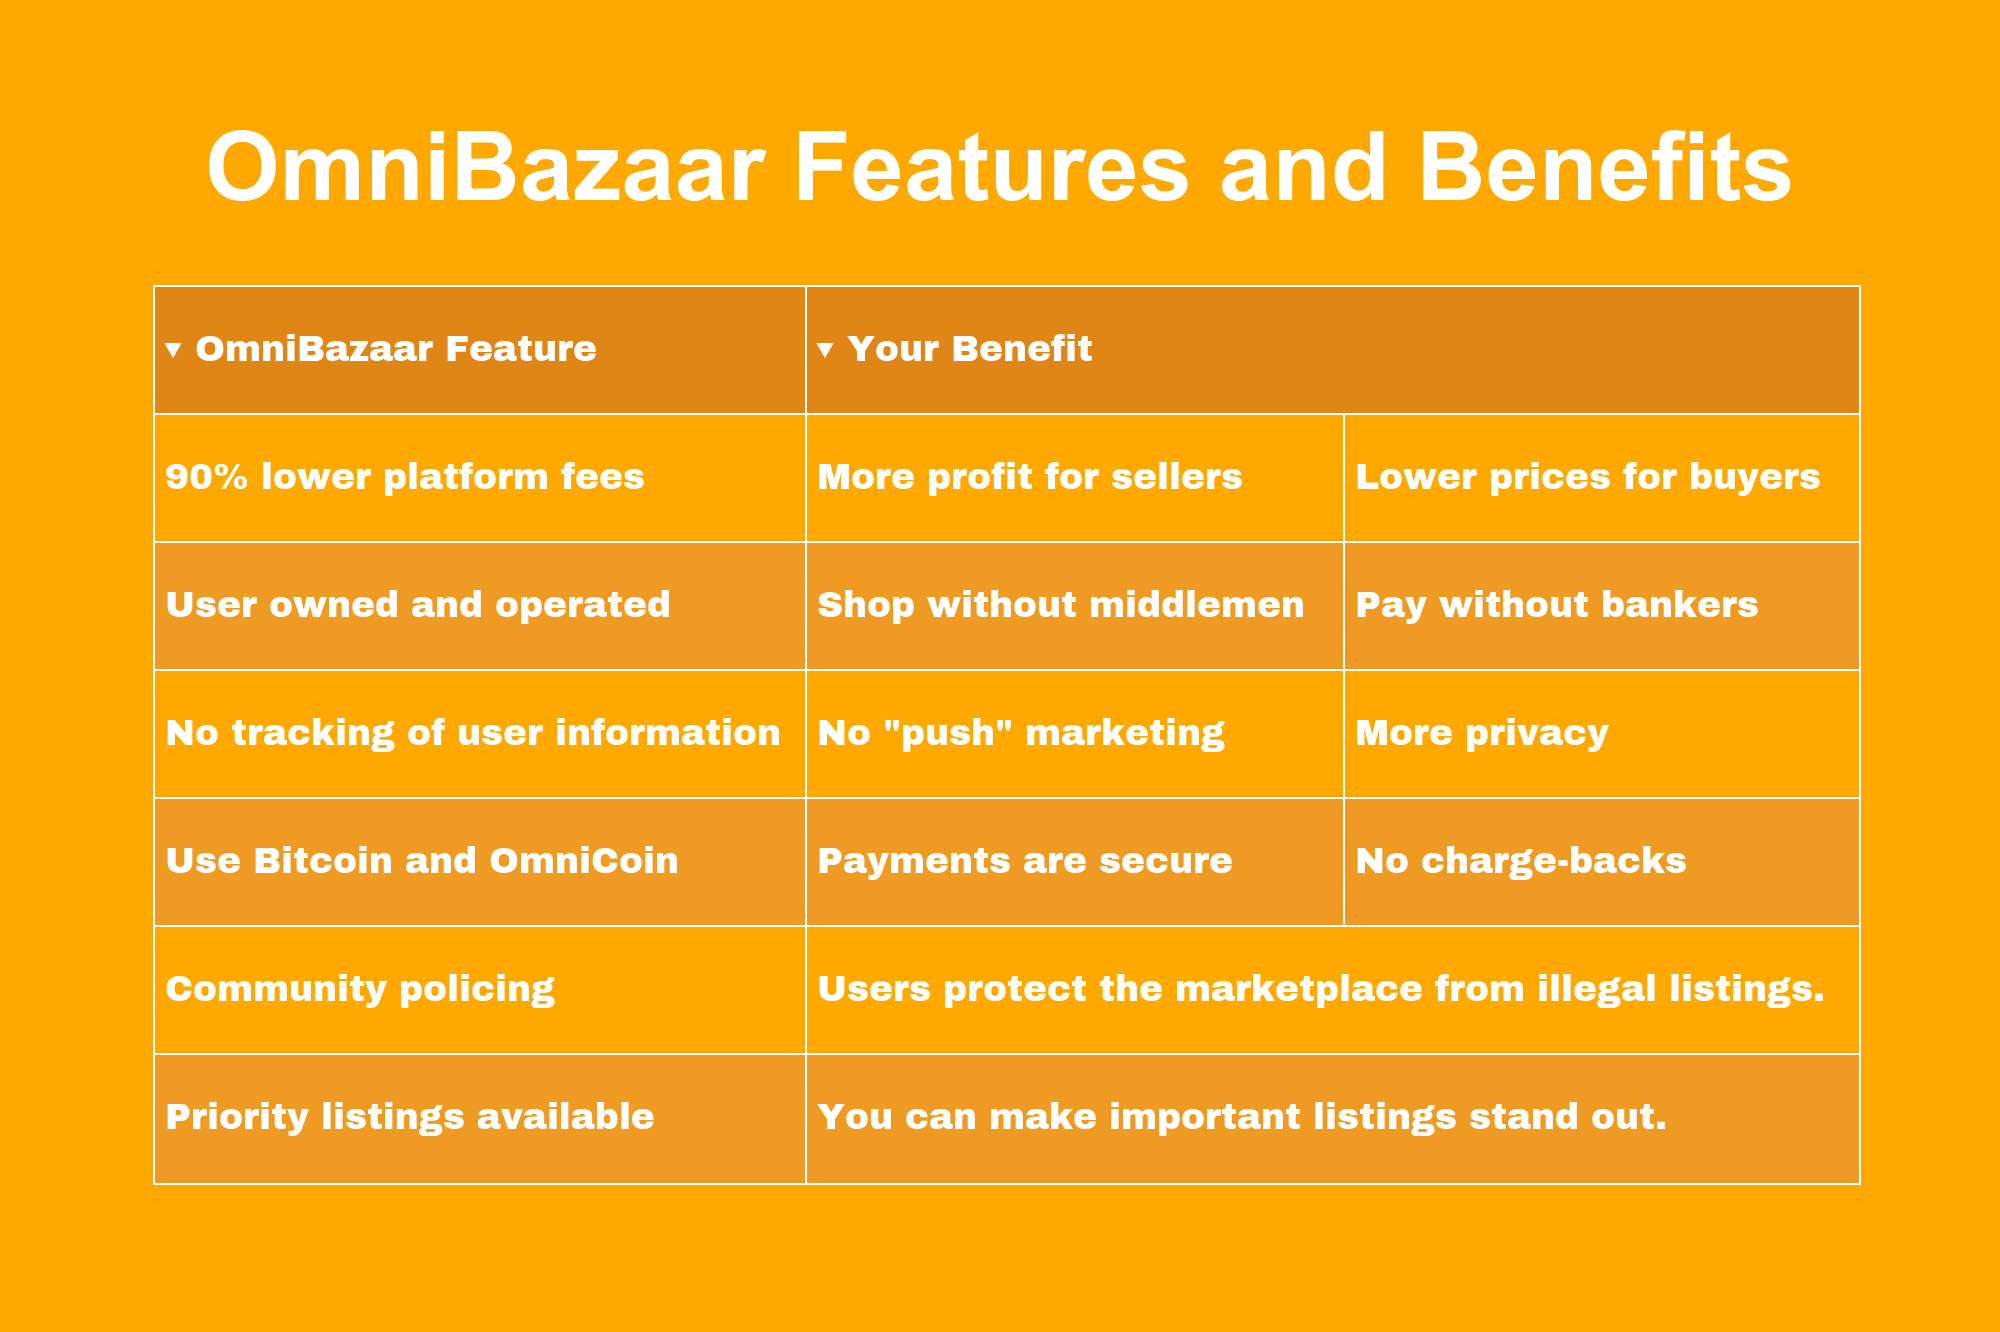 OmniBazaar Features and Benefits
▼ OmniBazaar Feature ▼ Your Benefit
90% lower platform fees More profit for sellers Lower prices for buyers
User owned and operated Shop without middlemen Pay without bankers
No tracking of user information No "push" marketing More privacy
Use Bitcoin and OmniCoin Payments are secure No charge-backs
Community policing Users protect the marketplace from illegal listings.
Priority listings available You can make important listings stand out.